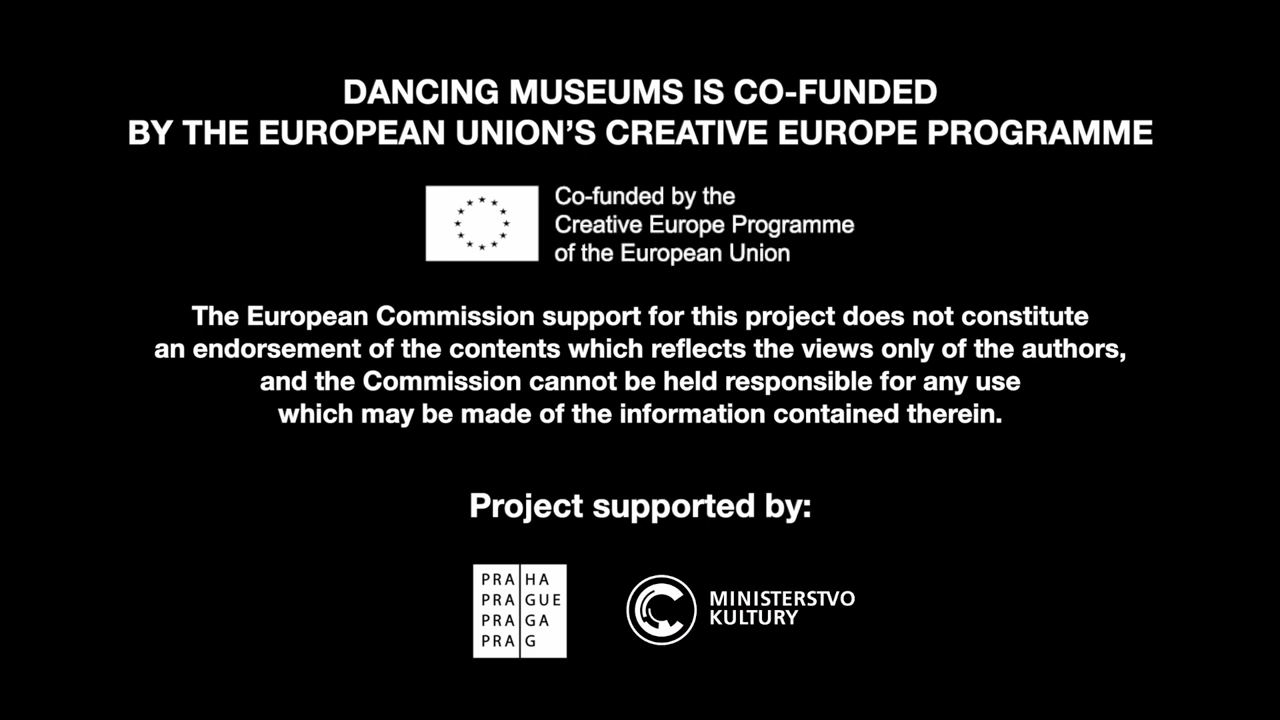 DANCING MUSEUMS IS CO-FUNDED
BY THE EUROPEAN UNION’S CREATIVE EUROPE PROGRAMME
Co-funded by the
Creative Europe Programme
of the European Union
The European Commission support for this project does not constitute
an endorsement of the contents which reflects the views only of the authors,
and the Commission cannot be held responsible for any use
which may be made of the information contained therein.
Project supported by:
PRA HA
PRA GUE
PRA GA
PRA G
MINISTERSTVO
KULTURY